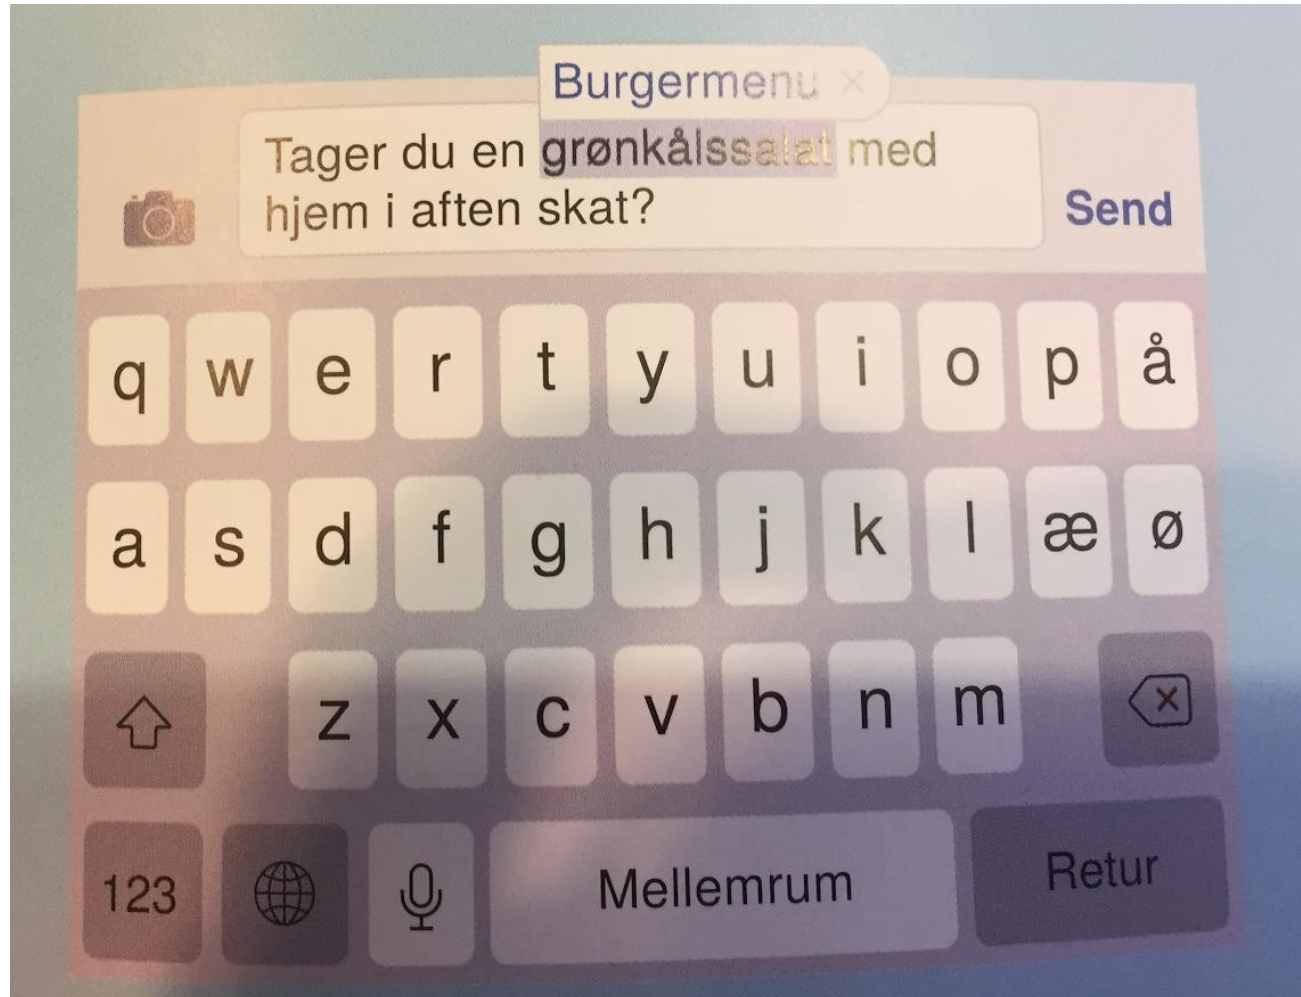 Burgermenu ×
Tager du en grønkålssalat med
hjem i aften skat?
Send
q w e r t y u i o p å
a s d f g h j k l æ ø
z x c v b n m
123 Mellemrum Retur